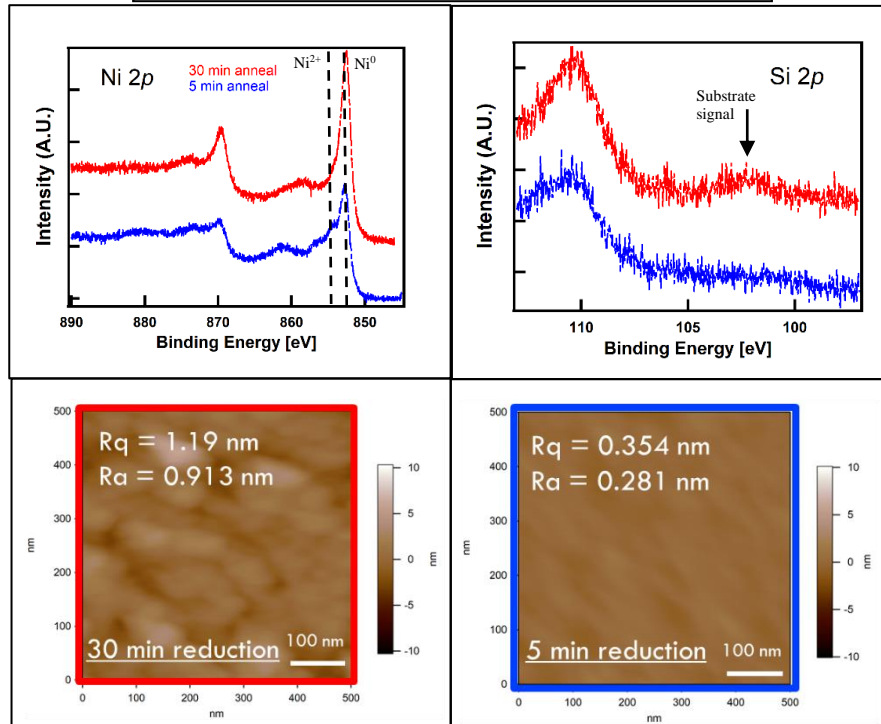 Ni 2p
30 min anneal
5 min anneal
Ni2+
Ni0
Intensity (A.U.)
890
880
870
860
850
Binding Energy [eV]
Si 2p
Substrate
signal
Intensity (A.U.)
110
105
100
Binding Energy [eV]
Rq = 1.19 nm
Ra = 0.913 nm
30 min reduction
100 nm
500
400
300
200
100
0
nm
0
100
200
300
400
500
nm
10
5
0
-5
-10
nm
Rq = 0.354 nm
Ra = 0.281 nm
5 min reduction
100 nm
500
400
300
200
100
0
nm
0
100
200
300
400
500
nm
10
5
0
-5
-10
nm